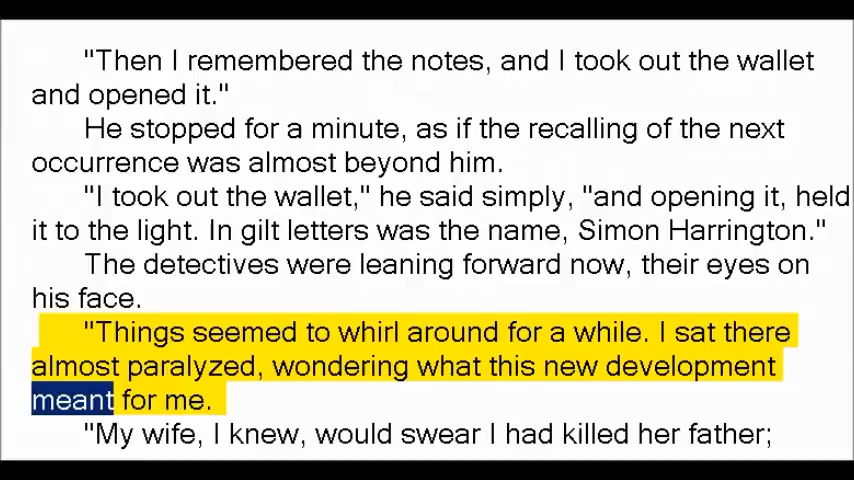 "Then I remembered the notes, and I took out the wallet
and opened it."
He stopped for a minute, as if the recalling of the next
occurrence was almost beyond him.
"I took out the wallet," he said simply, "and opening it, held
it to the light. In gilt letters was the name, Simon Harrington."
The detectives were leaning forward now, their eyes on
his face.
"Things seemed to whirl around for a while. I sat there
almost paralyzed, wondering what this new development
meant for me.
"My wife, I knew, would swear I had killed her father;